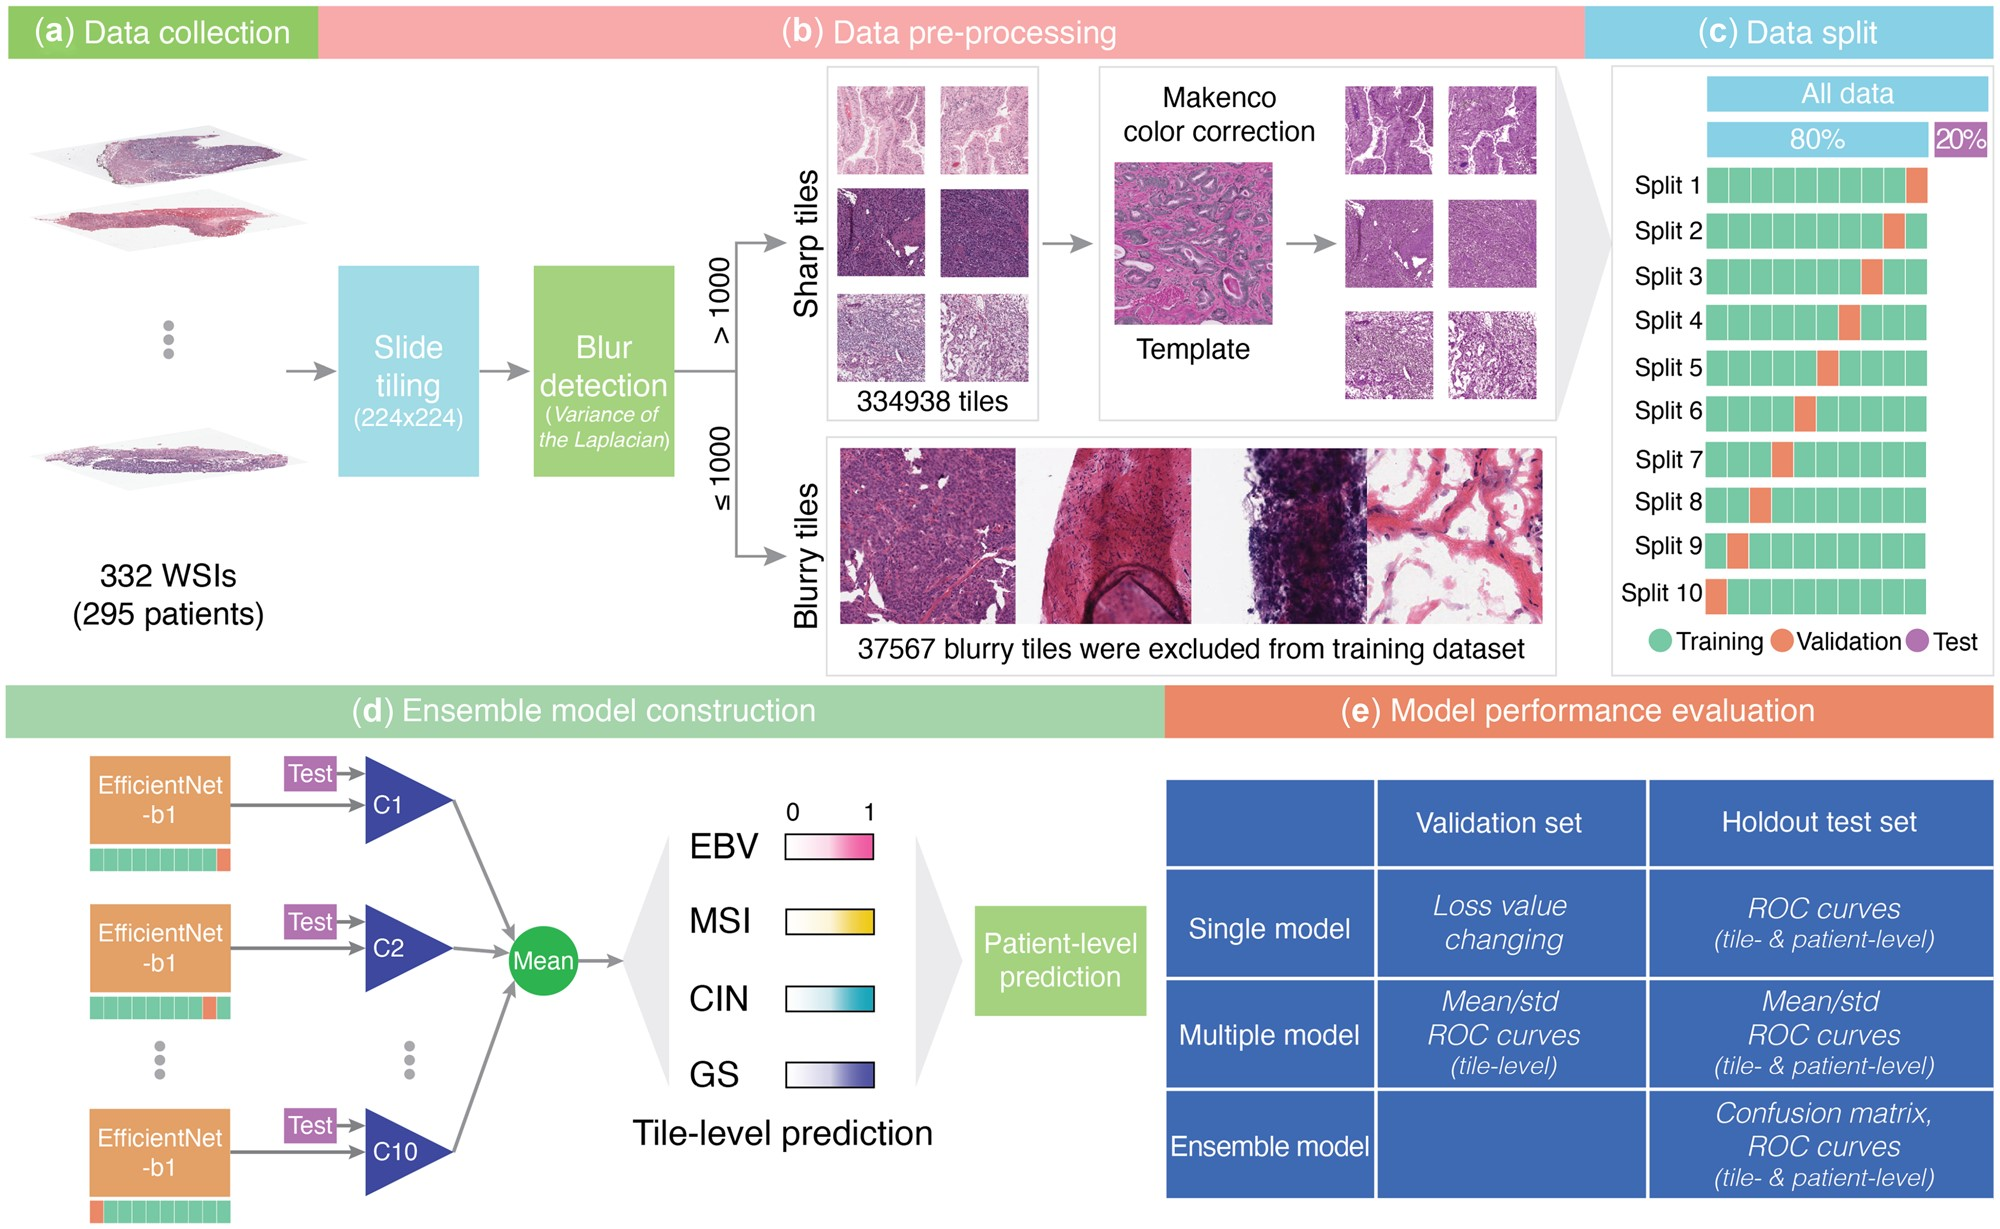 (a) Data collection
(b) Data pre-processing
(c) Data split
332 WSIs
(295 patients)
Slide
tiling
(224x224)
Blur
detection
(Variance of
the Laplacian)
> 1000
≤ 1000
Sharp tiles
334938 tiles
Makenco
color correction
Template
Blurry tiles
37567 blurry tiles were excluded from training dataset
All data
80%
20%
Split 1
Split 2
Split 3
Split 4
Split 5
Split 6
Split 7
Split 8
Split 9
Split 10
Training
Validation
Test
(d) Ensemble model construction
EfficientNet
-b1
Test
C1
EfficientNet
-b1
Test
C2
EfficientNet
-b1
Test
C10
Mean
0 1
EBV
MSI
CIN
GS
Tile-level prediction
Patient-level
prediction
(e) Model performance evaluation
Validation set
Holdout test set
Single model
Loss value
changing
ROC curves
(tile- & patient-level)
Multiple model
Mean/std
ROC curves
(tile-level)
Mean/std
ROC curves
(tile- & patient-level)
Ensemble model
Confusion matrix,
ROC curves
(tile- & patient-level)